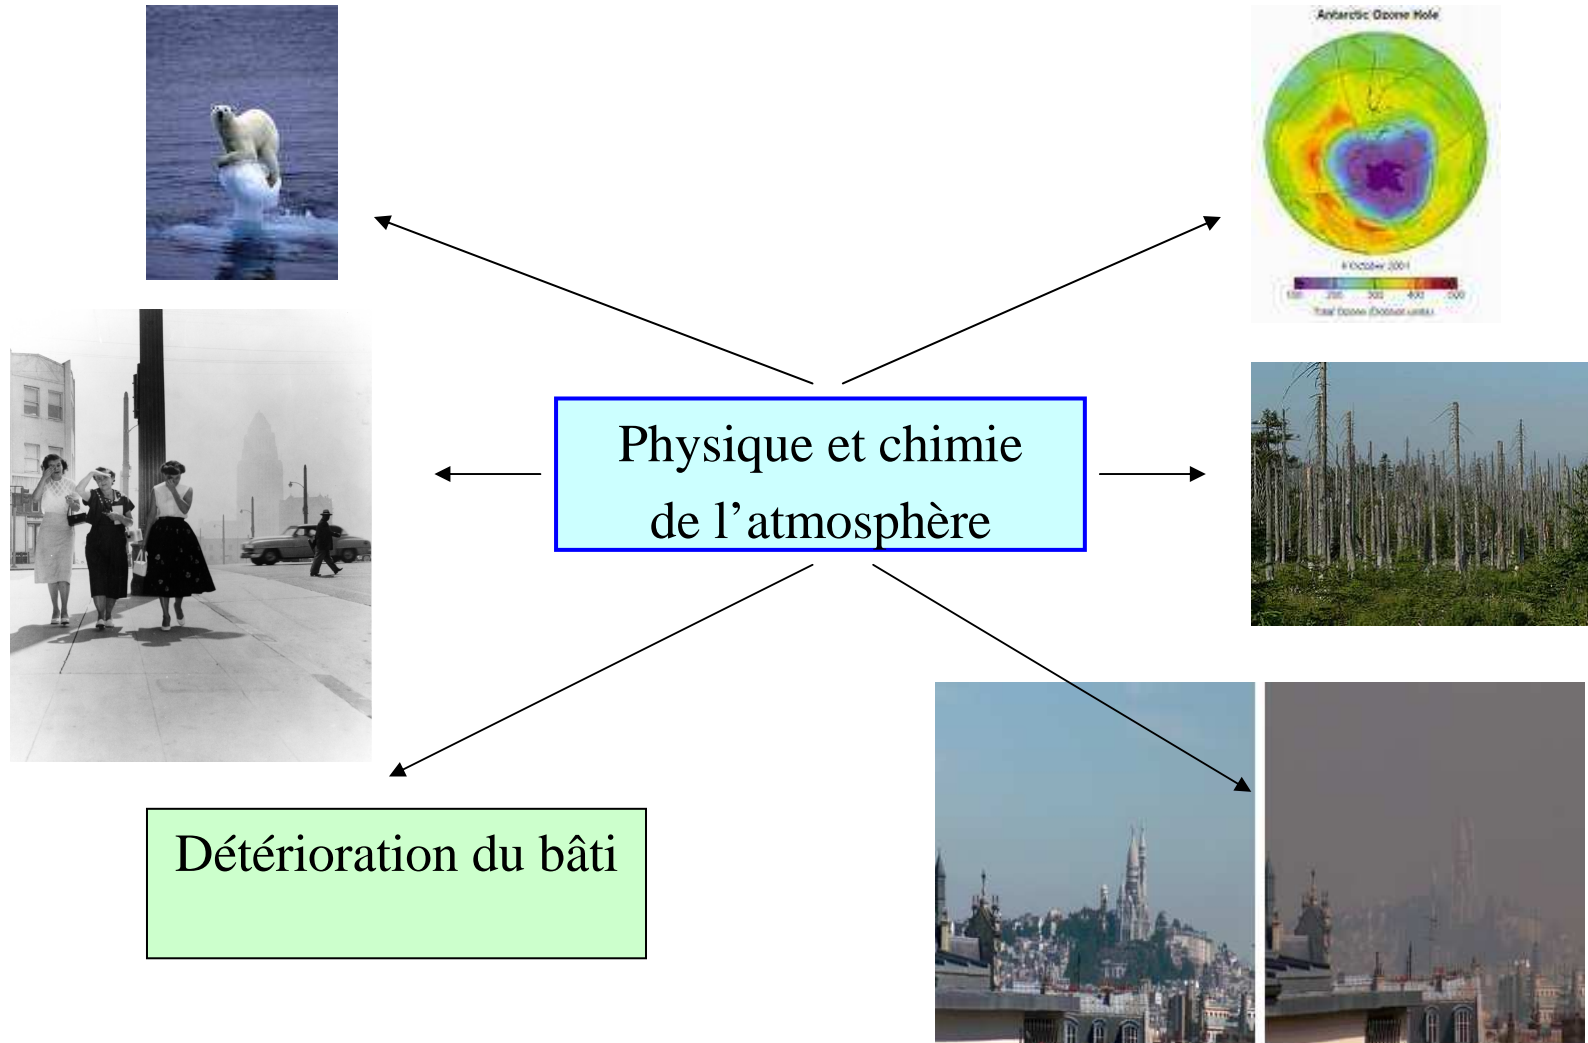 Antarctic Ozone Hole
Physique et chimie
de l’atmosphère
Détérioration du bâti